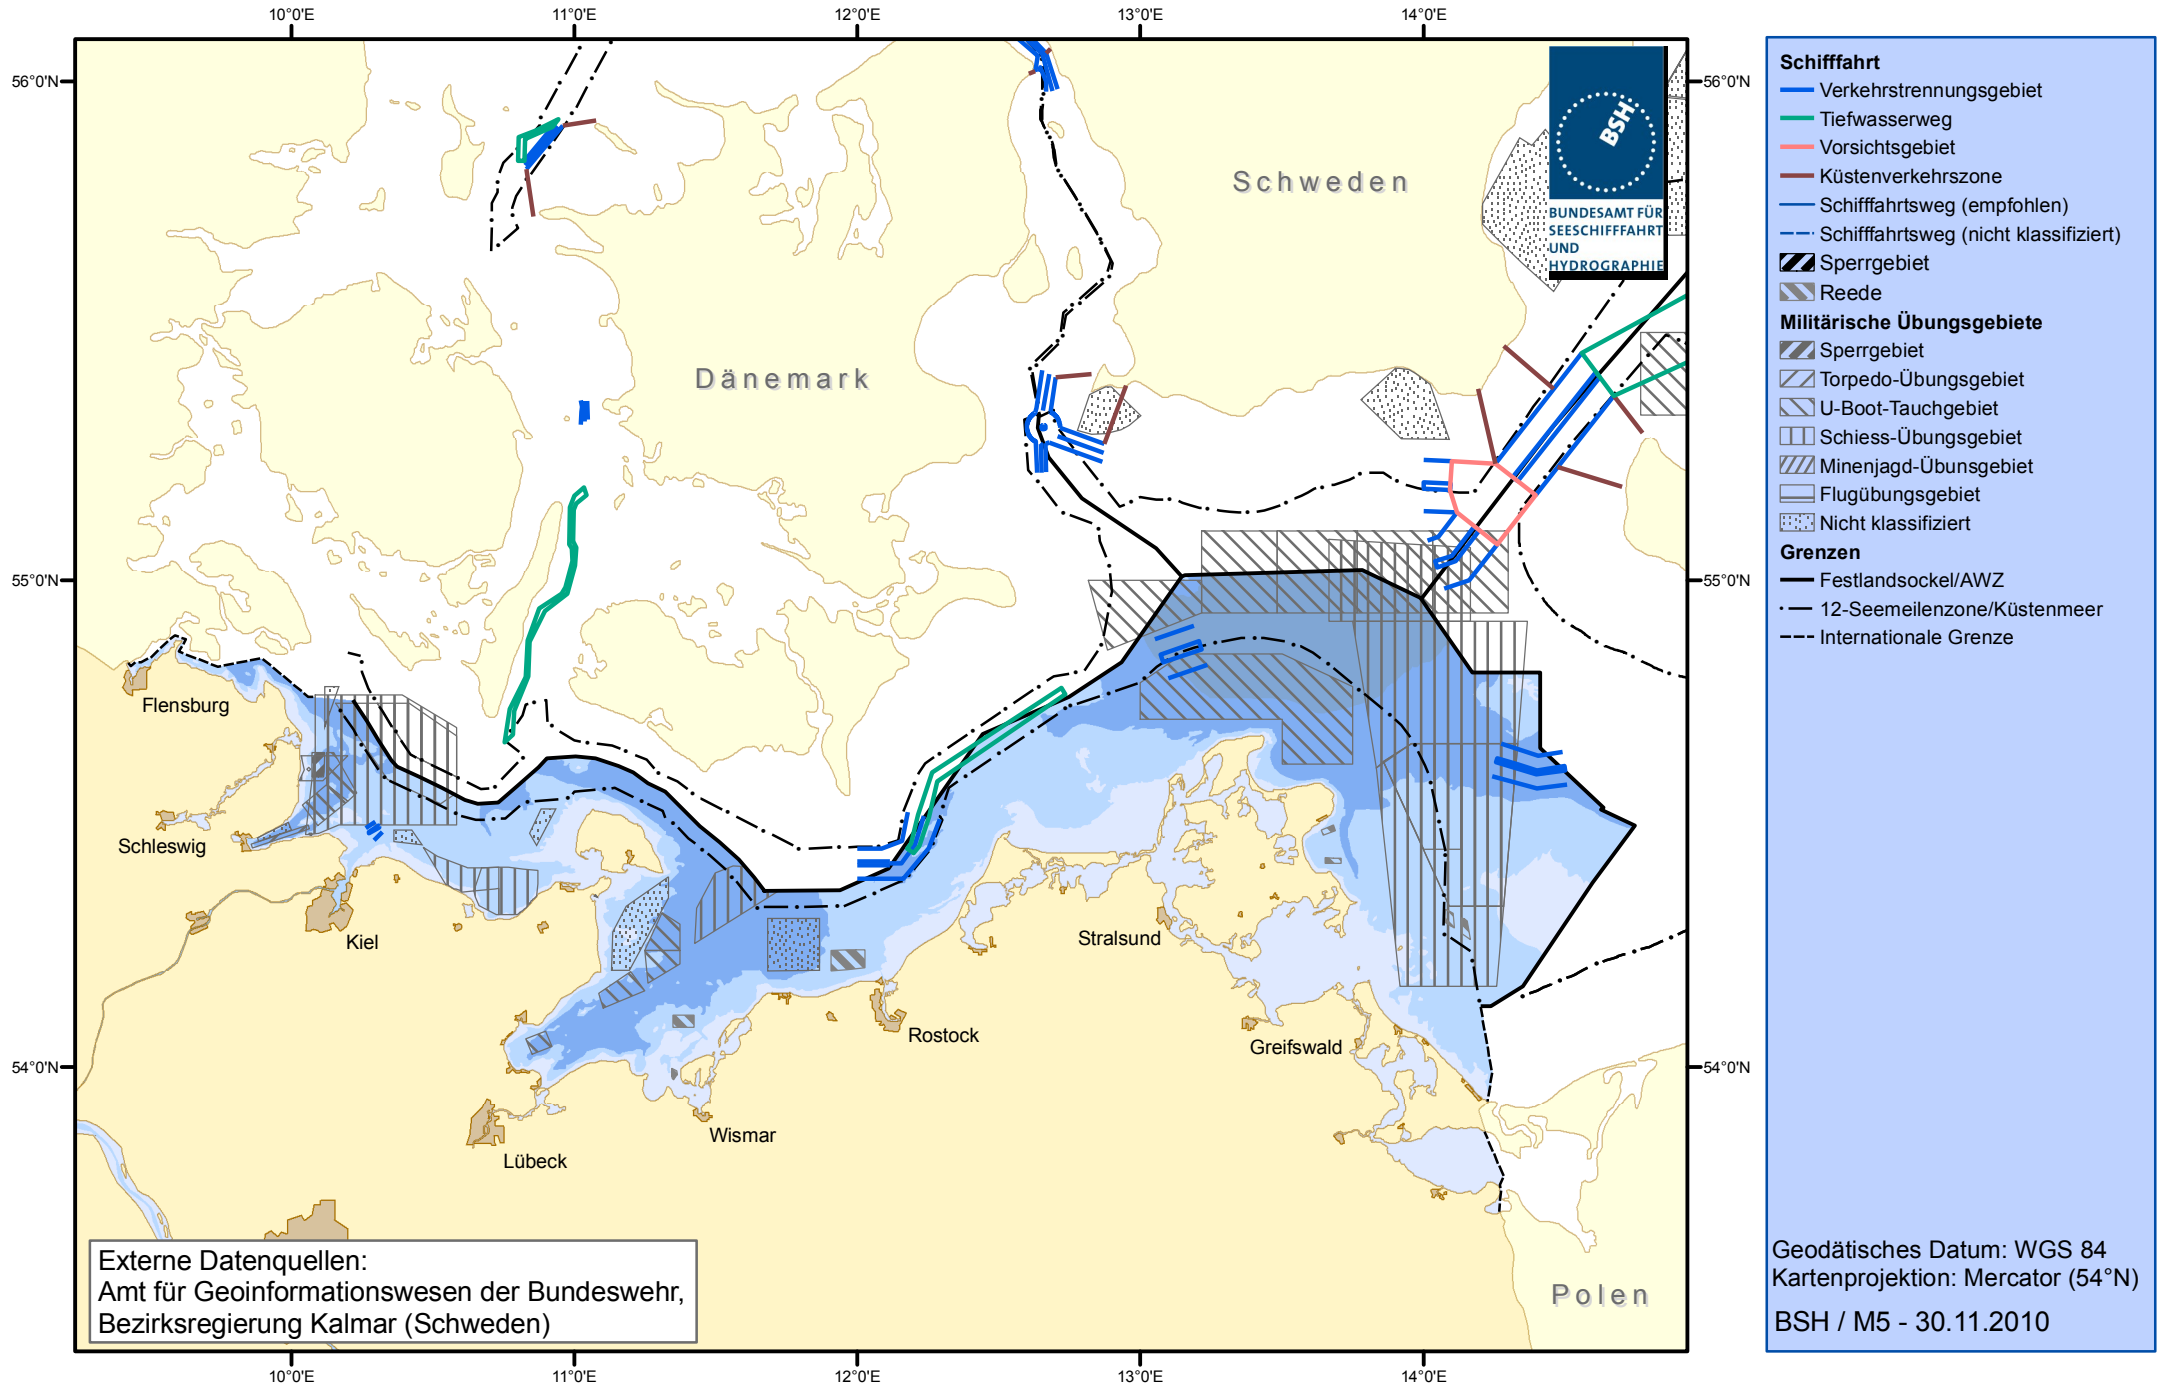 10°0'E 11°0'E 12°0'E 13°0'E 14°0'E
56°0'N 56°0'N
55°0'N 55°0'N
54°0'N 54°0'N
10°0'E 11°0'E 12°0'E 13°0'E 14°0'E
Schweden
Dänemark
Polen
BSH
BUNDESAMT FÜR
SEESCHIFFFAHRT
UND
HYDROGRAPHIE
Flensburg
Schleswig
Kiel
Lübeck
Wismar
Rostock
Stralsund
Greifswald
Externe Datenquellen:
Amt für Geoinformationswesen der Bundeswehr,
Bezirksregierung Kalmar (Schweden)
Schifffahrt
Verkehrstrennungsgebiet
Tiefwasserweg
Vorsichtsgebiet
Küstenverkehrszone
Schifffahrtsweg (empfohlen)
Schifffahrtsweg (nicht klassifiziert)
Sperrgebiet
Reede
Militärische Übungsgebiete
Sperrgebiet
Torpedo-Übungsgebiet
U-Boot-Tauchgebiet
Schiess-Übungsgebiet
Minenjagd-Übunsgebiet
Flugübungsgebiet
Nicht klassifiziert
Grenzen
Festlandsockel/AWZ
12-Seemeilenzone/Küstenmeer
Internationale Grenze
Geodätisches Datum: WGS 84
Kartenprojektion: Mercator (54°N)
BSH / M5 - 30.11.2010